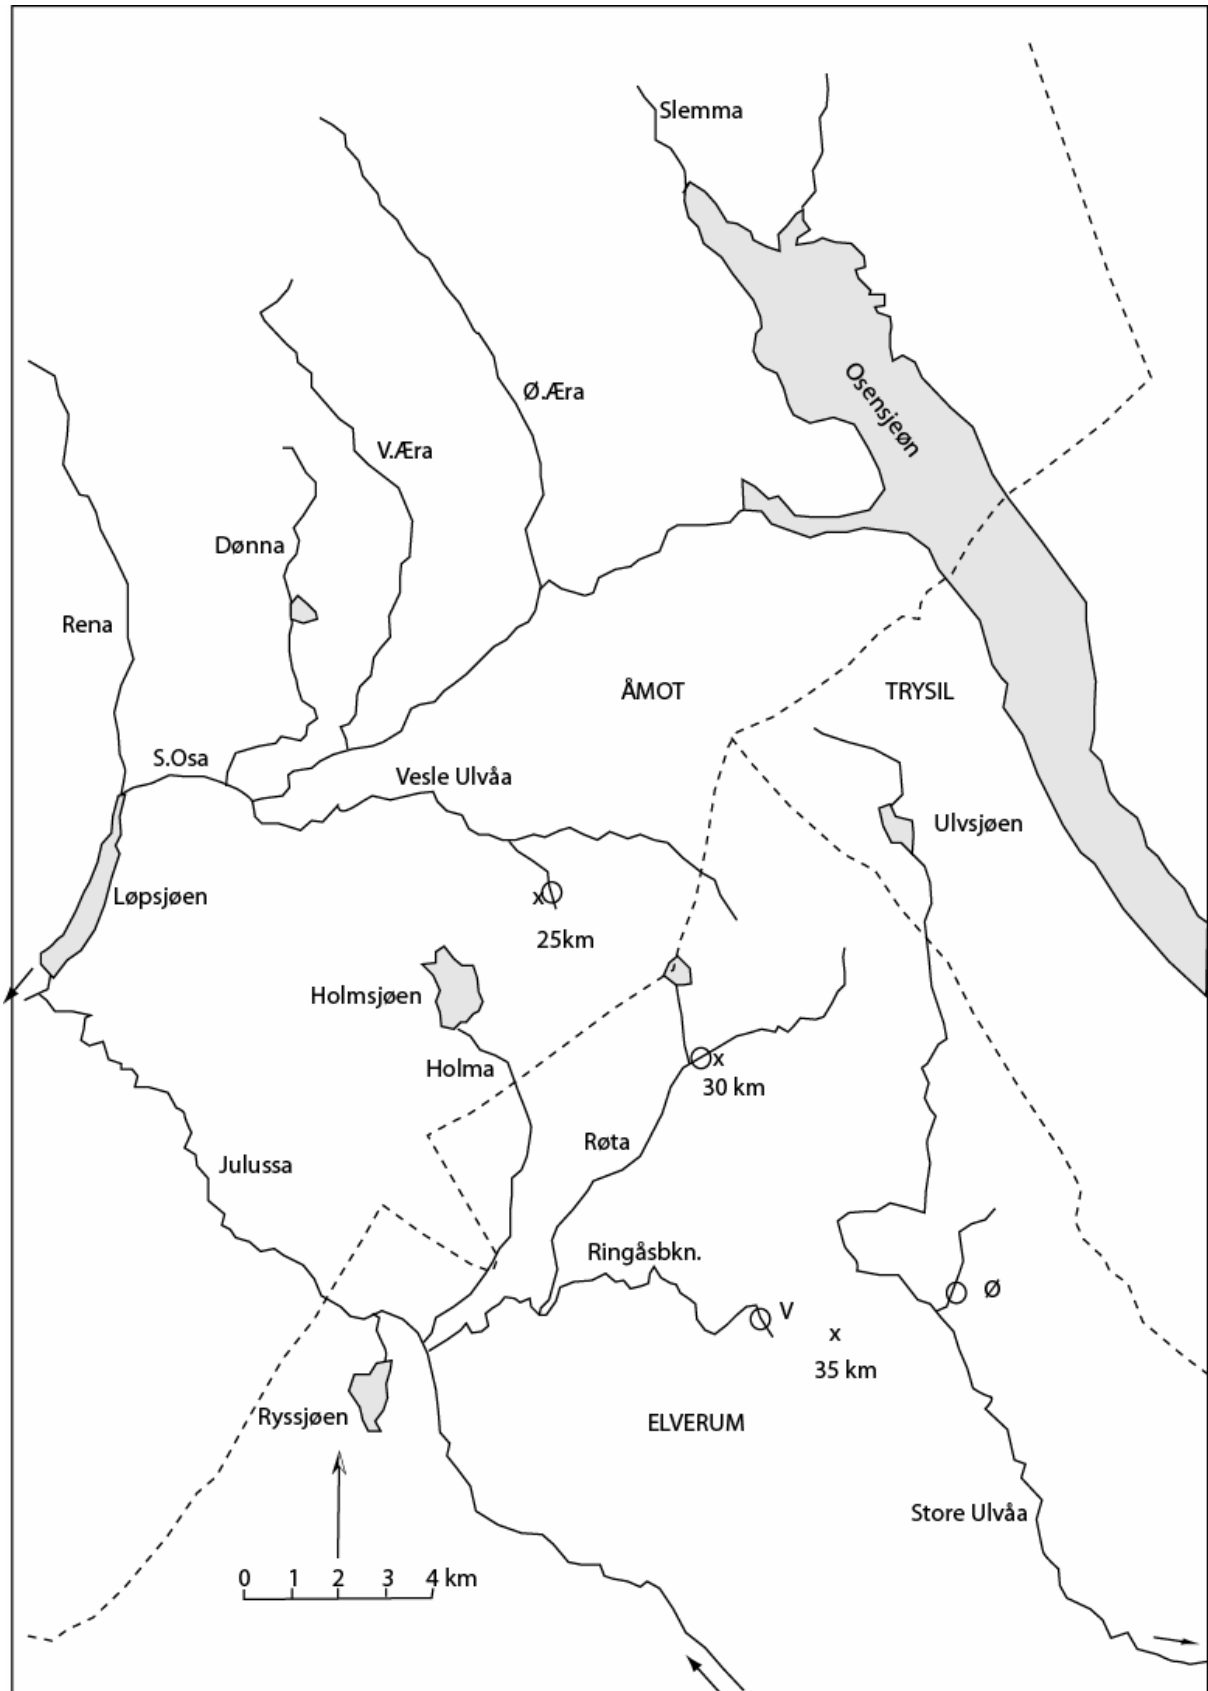 Slemma
Ø.Æra
Osensjeøn
V.Æra
Dønna
Rena
ÅMOT
TRYSIL
S.Osa
Vesle Ulvåa
Ulvsjøen
Løpsjøen
x
25km
Holmsjøen
Holma
x
30 km
Røta
Julussa
Ringåsbkn.
Ø
V
x
35 km
Ryssjøen
ELVERUM
Store Ulvåa
0 1 2 3 4 km